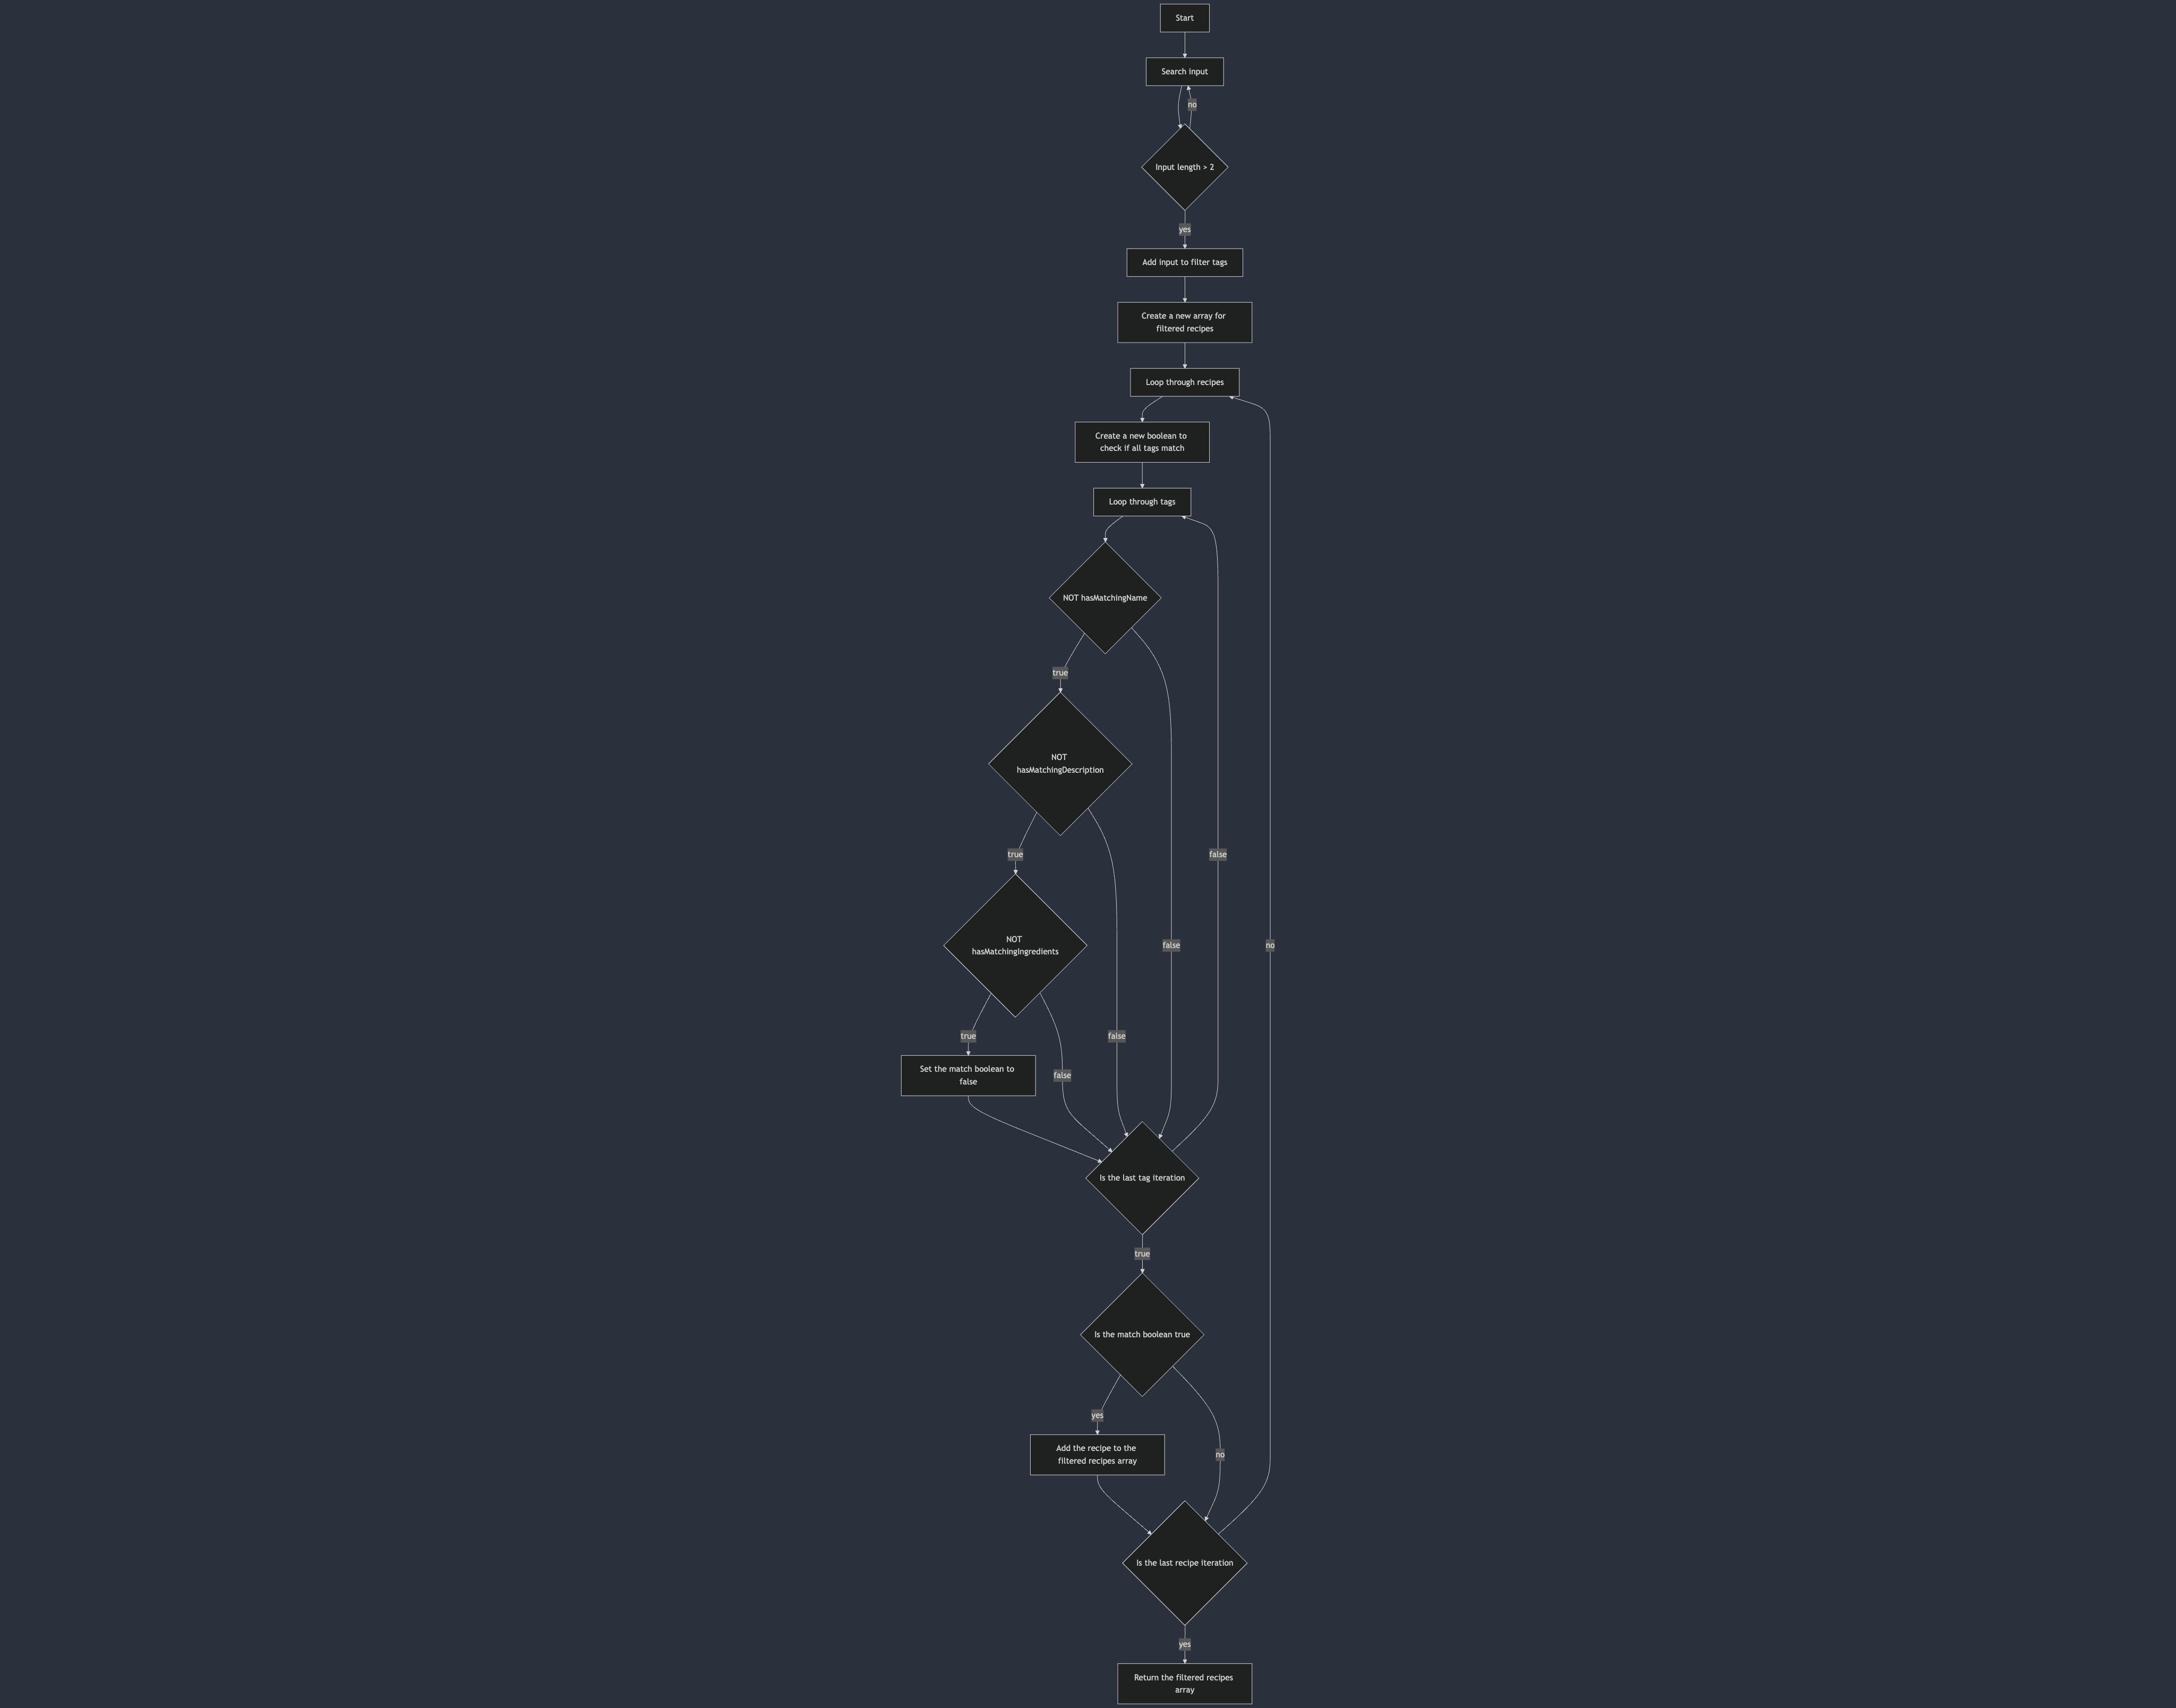 Start
Search input
no
Input length > 2
yes
Add input to filter tags
Create a new array for
filtered recipes
Loop through recipes
Create a new boolean to
check if all tags match
Loop through tags
NOT hasMatchingName
true
NOT
hasMatchingDescription
true
false
NOT
hasMatchingIngredients
false
no
true
false
Set the match boolean to
false
false
Is the last tag iteration
true
Is the match boolean true
yes
Add the recipe to the
filtered recipes array
no
Is the last recipe iteration
yes
Return the filtered recipes
array